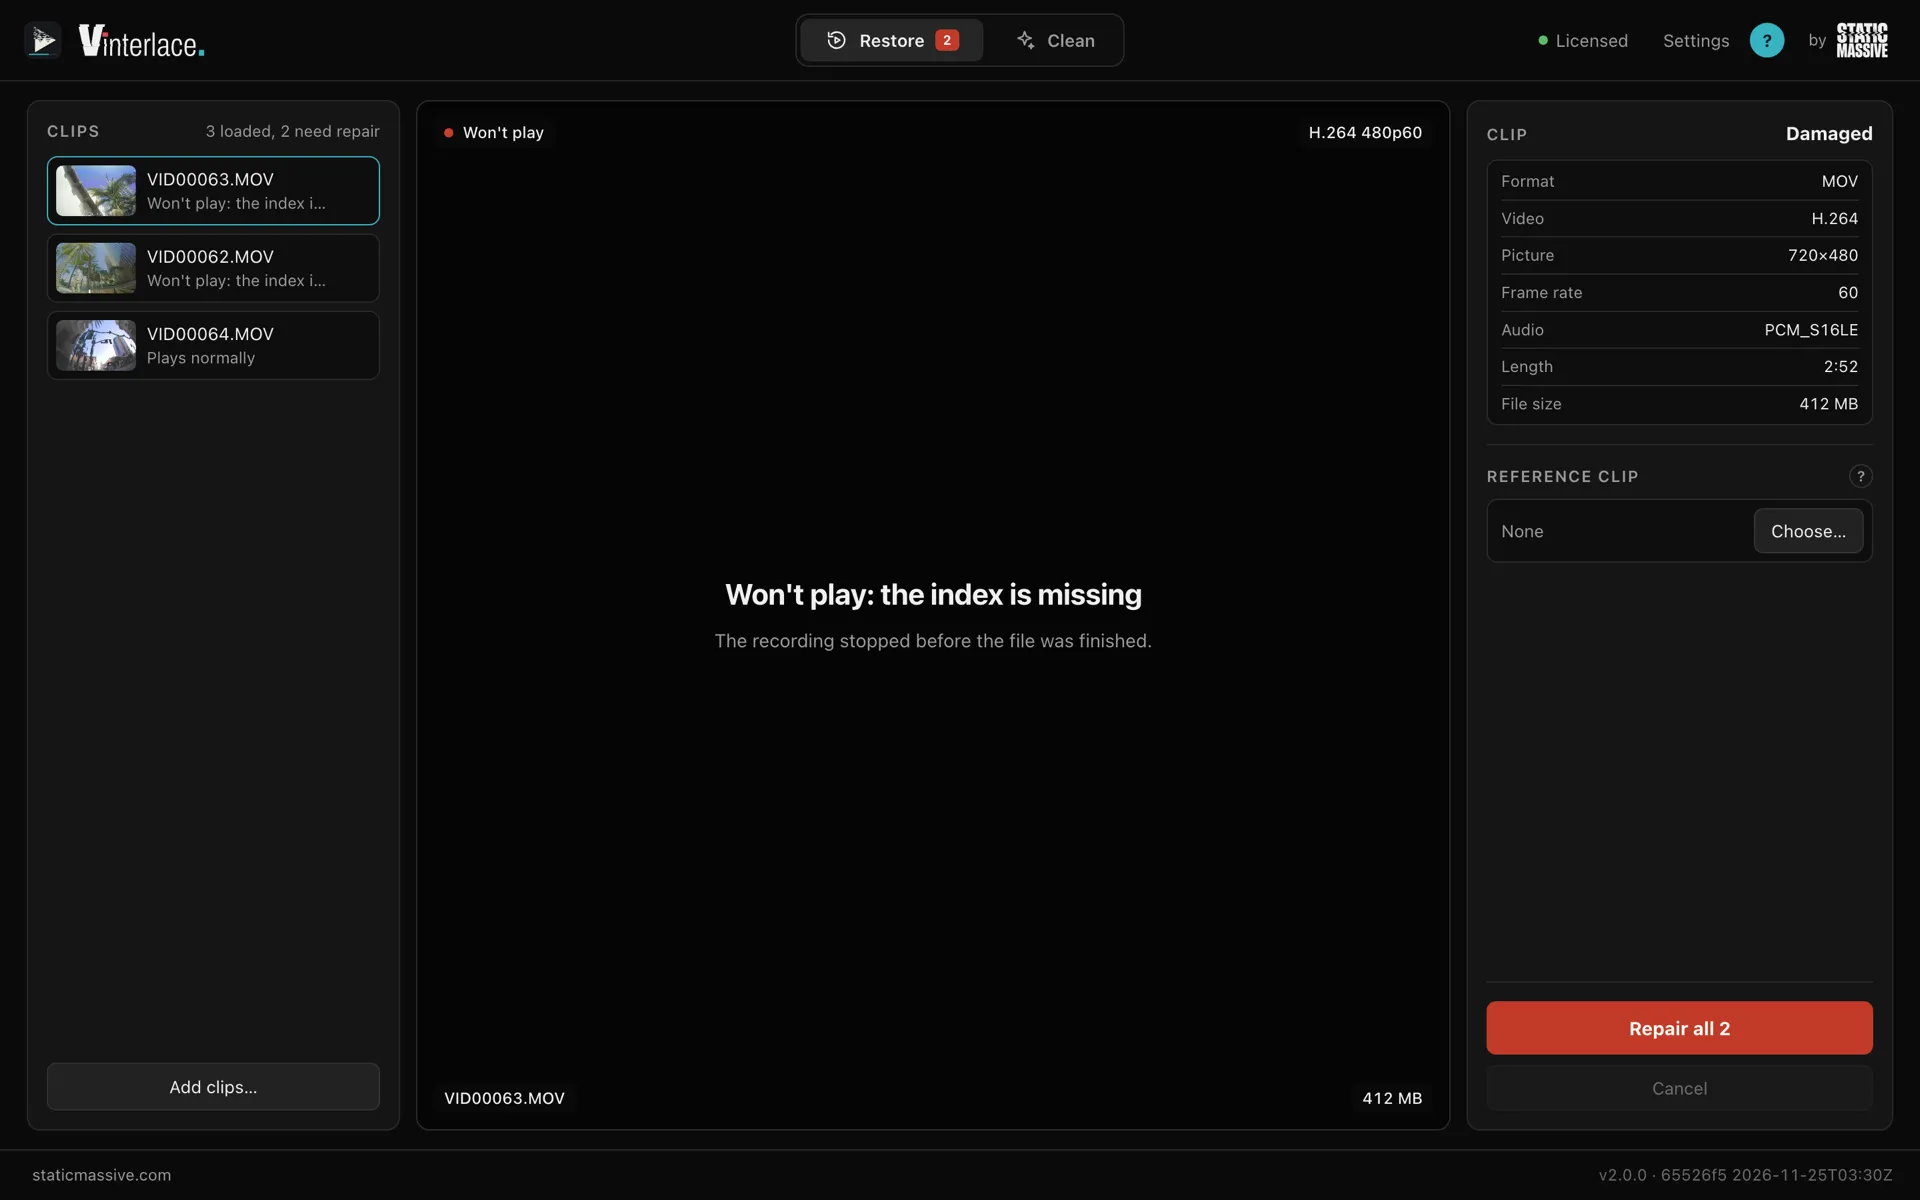 Vinterlace.
Restore 2
Clean
Licensed
Settings
?
by STATIC MASSIVE
CLIPS
3 loaded, 2 need repair
VID00063.MOV
Won't play: the index i...
VID00062.MOV
Won't play: the index i...
VID00064.MOV
Plays normally
Add clips...
Won't play
H.264 480p60
Won't play: the index is missing
The recording stopped before the file was finished.
VID00063.MOV
412 MB
CLIP
Damaged
Format MOV
Video H.264
Picture 720×480
Frame rate 60
Audio PCM_S16LE
Length 2:52
File size 412 MB
REFERENCE CLIP
?
None
Choose...
Repair all 2
Cancel
staticmassive.com
v2.0.0 · 65526f5 2026-11-25T03:30Z